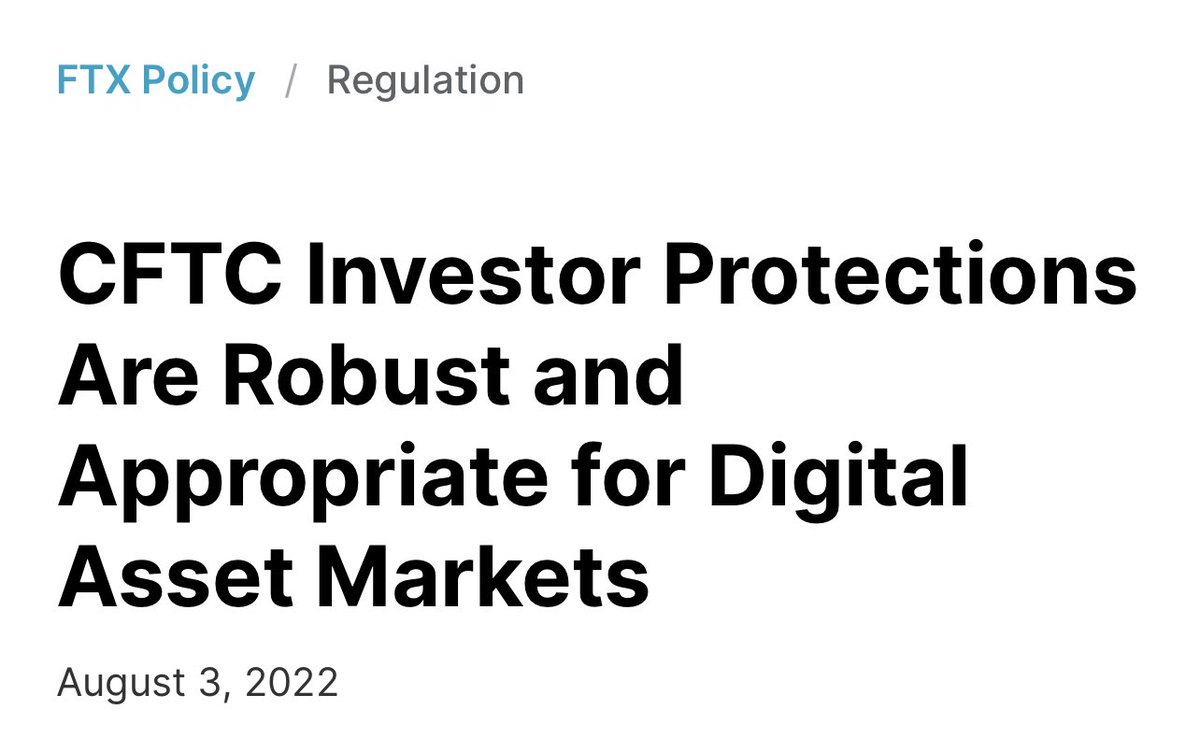 FTX Policy / Regulation
CFTC Investor Protections
Are Robust and
Appropriate for Digital
Asset Markets
August 3, 2022